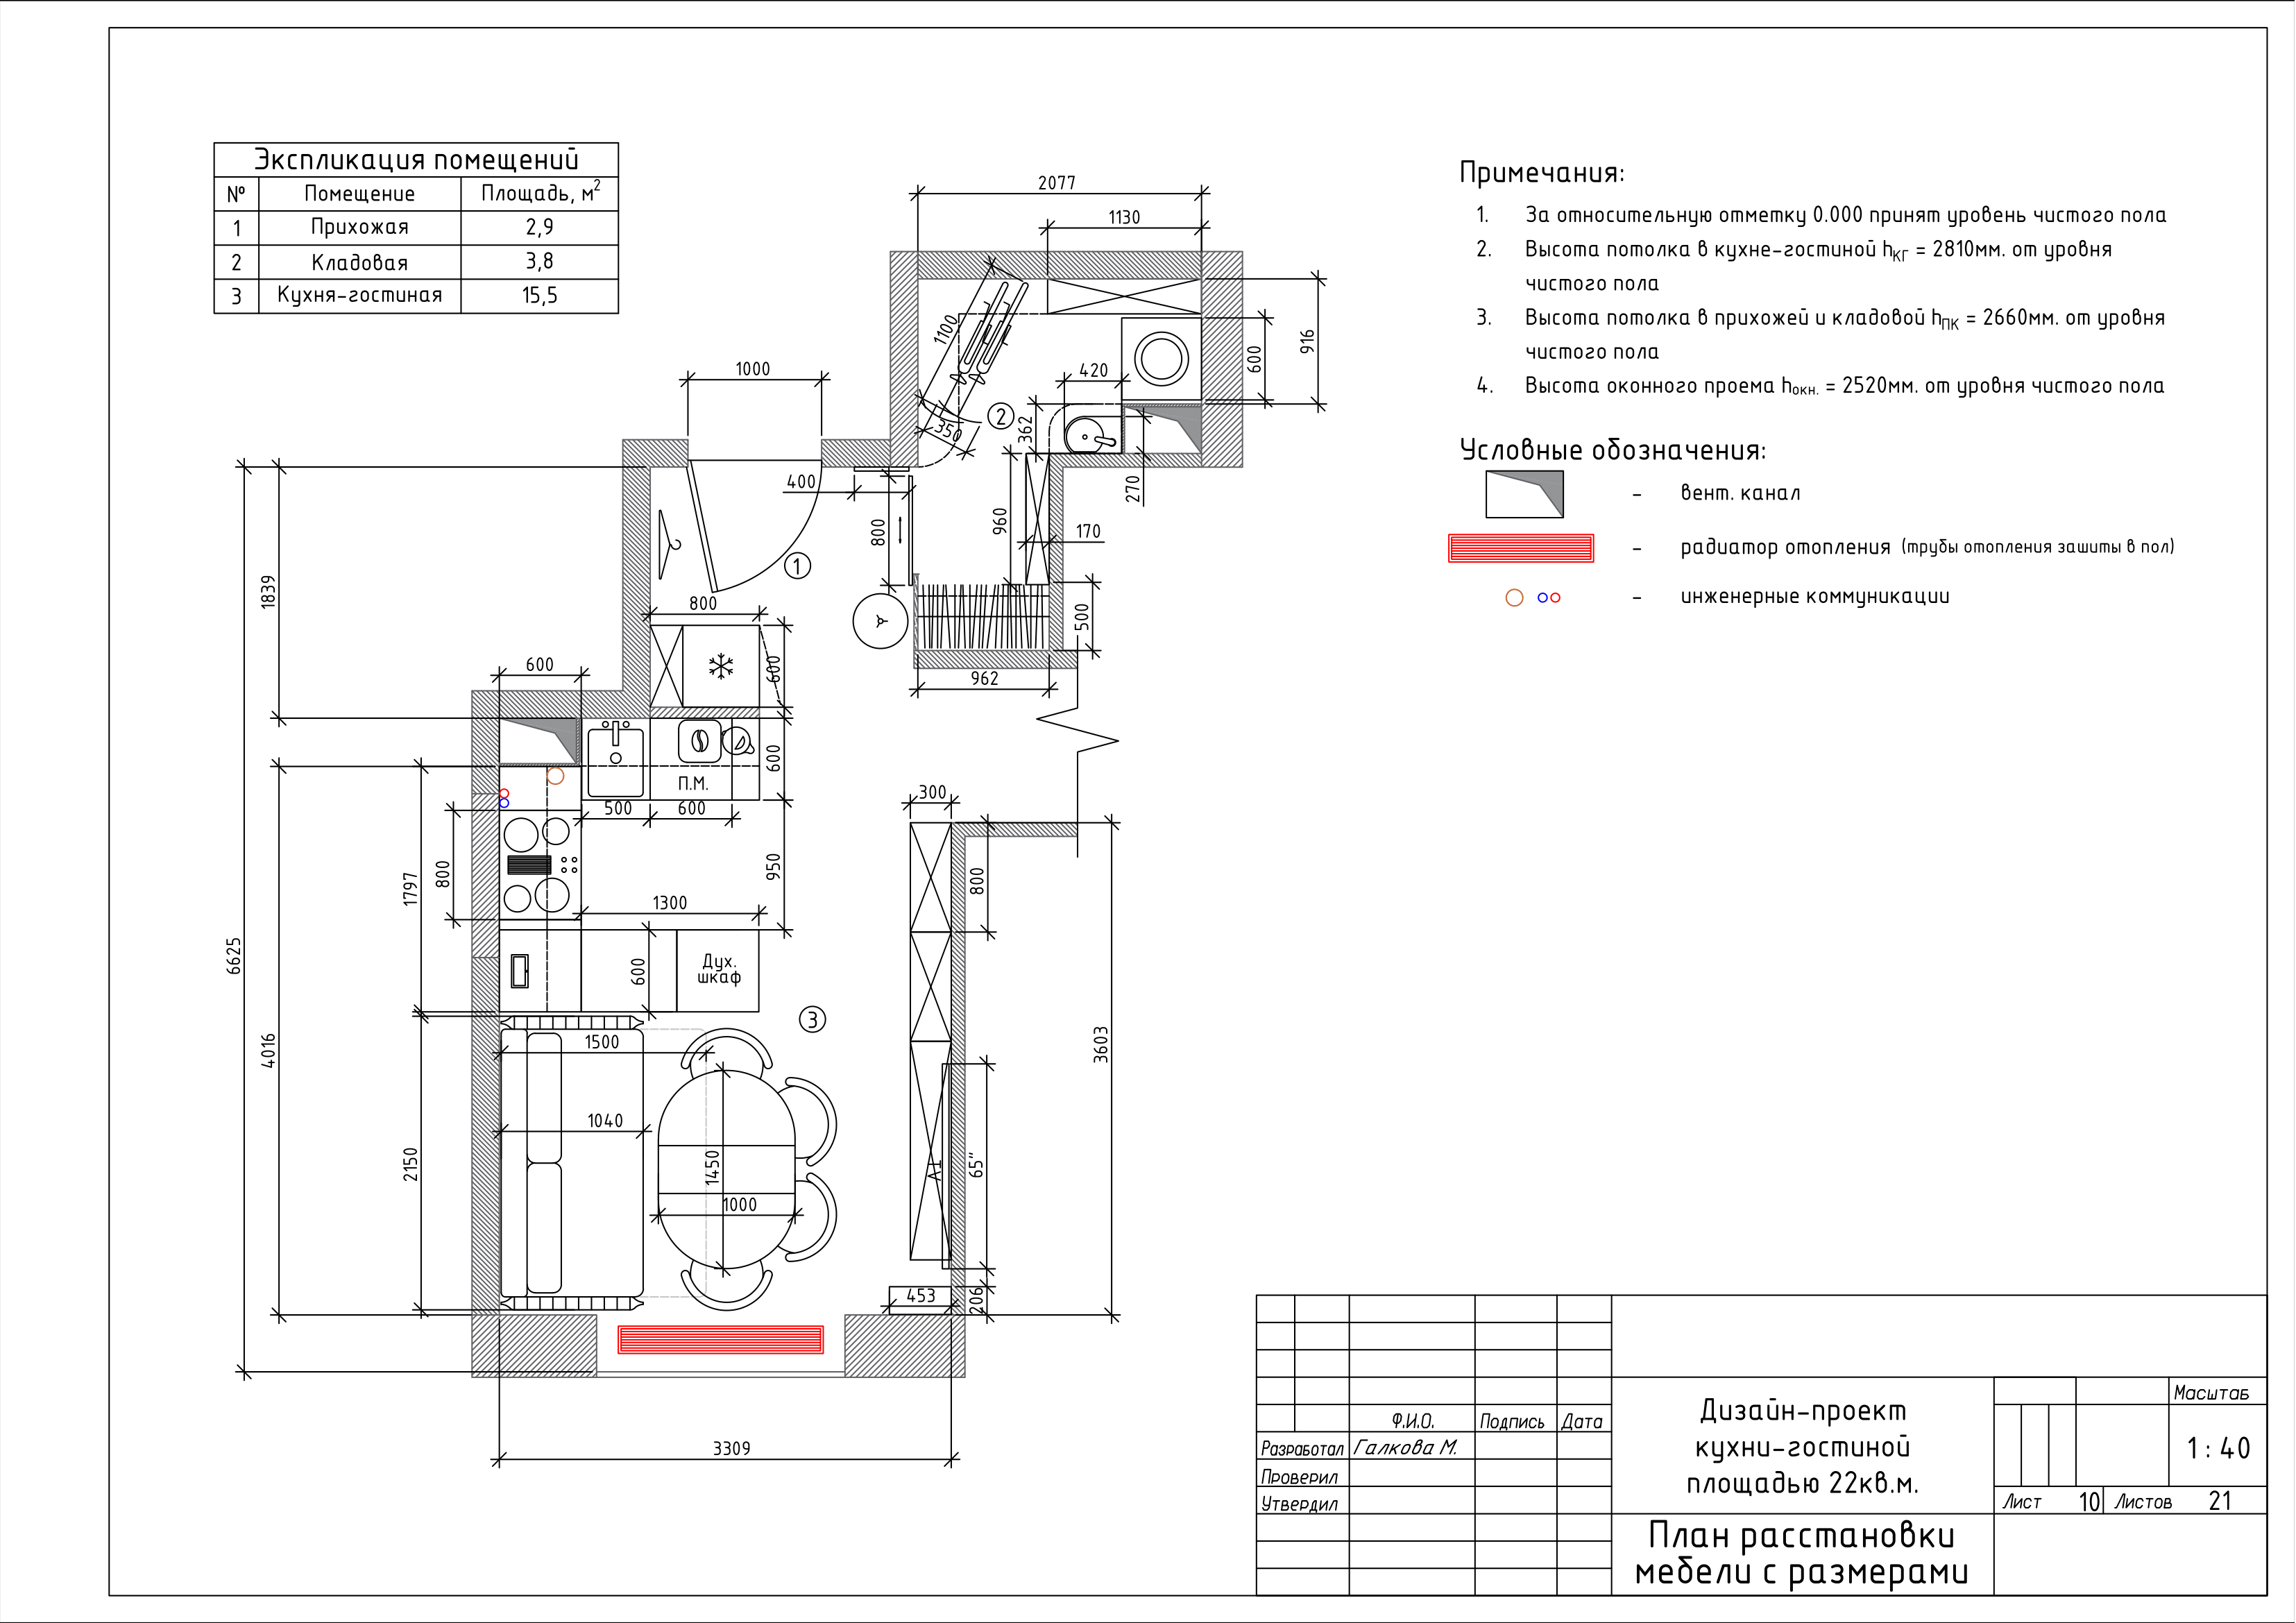 Экспликация помещений
№ Помещение Площадь, м²
1 Прихожая 2,9
2 Кладовая 3,8
3 Кухня-гостиная 15,5
Примечания:
1. За относительную отметку 0.000 принят уровень чистого пола
2. Высота потолка в кухне-гостиной hКГ = 2810мм. от уровня
чистого пола
3. Высота потолка в прихожей и кладовой hПК = 2660мм. от уровня
чистого пола
4. Высота оконного проема hокн. = 2520мм. от уровня чистого пола
Условные обозначения:
- вент. канал
- радиатор отопления (трубы отопления зашиты в пол)
- инженерные коммуникации
2077
1130
1100
916
600
420
350
2
362
270
1000
400
800
960
170
1
500
962
1839
800
600
600
600
П.М.
500
600
950
800
1797
1300
600
Дух.
шкаф
300
800
3
6625
4016
3603
1500
1040
2150
1450
1000
65"
453
206
3309
Ф.И.О. Подпись Дата
Разработал Галкова М.
Проверил
Утвердил
Дизайн-проект
кухни-гостиной
площадью 22кв.м.
Масштаб
1 : 40
Лист 10 Листов 21
План расстановки
мебели с размерами